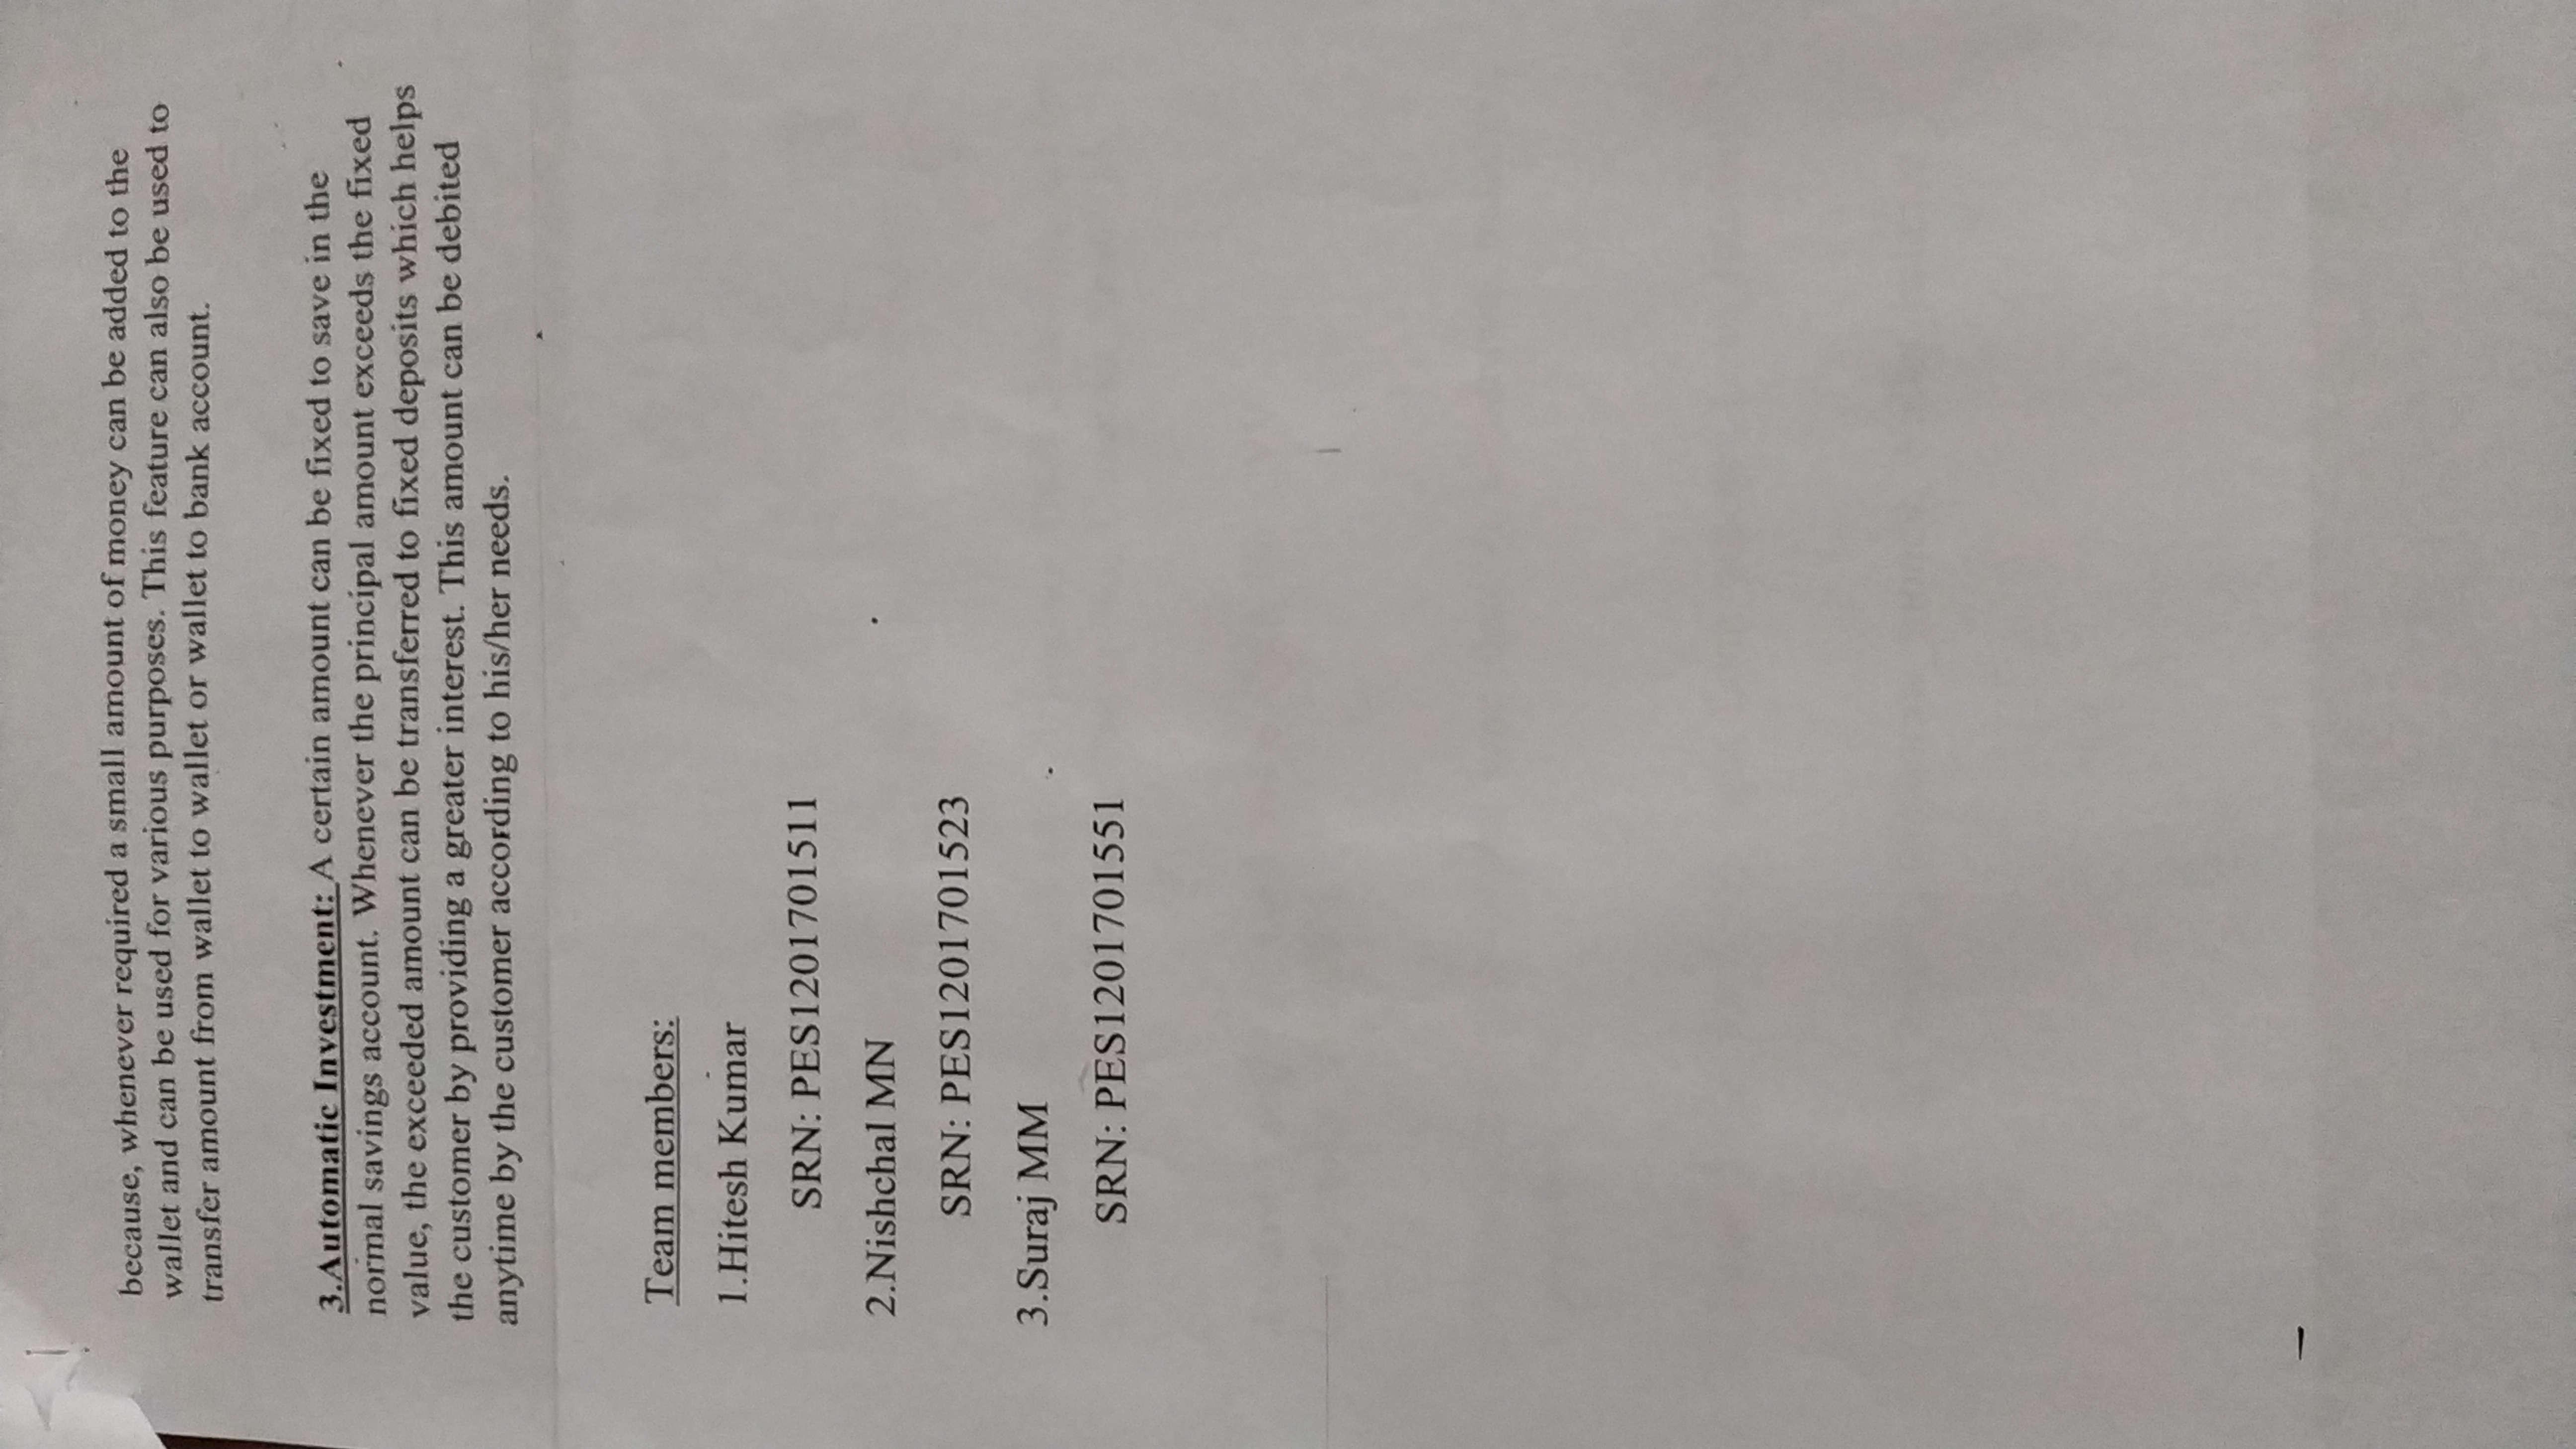 because, whenever required a small amount of money can be added to the
wallet and can be used for various purposes. This feature can also be used to
transfer amount from wallet to wallet or wallet to bank account.
3.Automatic Investment: A certain amount can be fixed to save in the
normal savings account. Whenever the principal amount exceeds the fixed
value, the exceeded amount can be transferred to fixed deposits which helps
the customer by providing a greater interest. This amount can be debited
anytime by the customer according to his/her needs.
Team members:
1.Hitesh Kumar
SRN: PES1201701511
2.Nishchal MN
SRN: PES1201701523
3.Suraj MM
SRN: PES1201701551